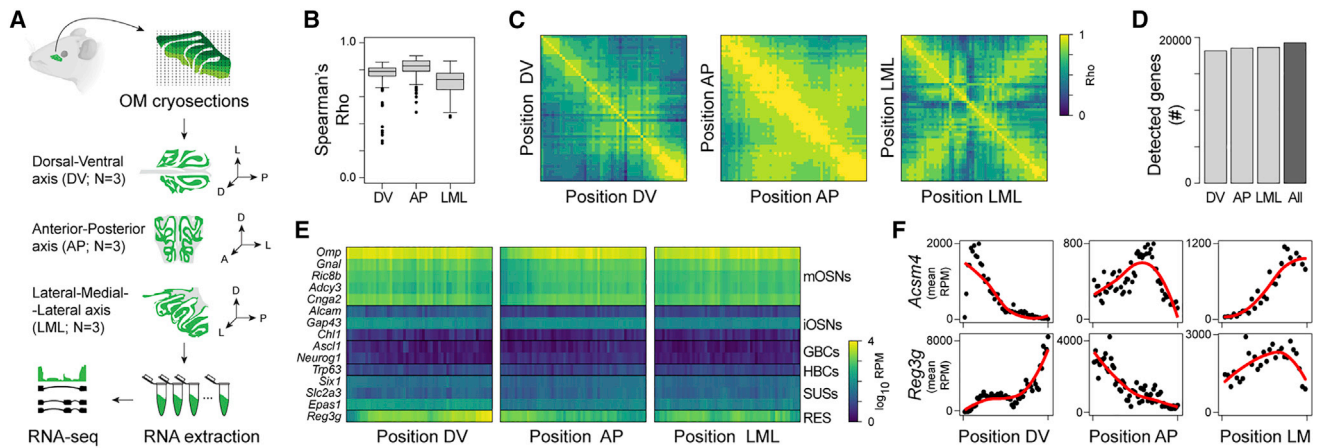 A
OM cryosections
Dorsal-Ventral
axis (DV; N=3)
L
D
P
Anterior-Posterior
axis (AP; N=3)
D
A
L
Lateral-Medial-
-Lateral axis
(LML; N=3)
D
L
P
RNA-seq
RNA extraction
B
Spearman's
Rho
1.0
0.0
DV AP LML
C
Position DV
Position DV
Position AP
Position AP
Position LML
Position LML
1
Rho
0
D
Detected genes
(#)
20000
0
DV AP LML All
E
Omp
Gnal
Ric8b
Adcy3
Cnga2
Alcam
Gap43
Chl1
Ascl1
Neurog1
Trp63
Six1
Slc2a3
Epas1
Reg3g
mOSNs
iOSNs
GBCs
HBCs
SUSs
RES
Position DV
Position AP
Position LML
4
log10 RPM
0
F
Acsm4
(mean
RPM)
2000
0
800
0
1200
0
Reg3g
(mean
RPM)
8000
0
4000
0
3000
0
Position DV
Position AP
Position LM